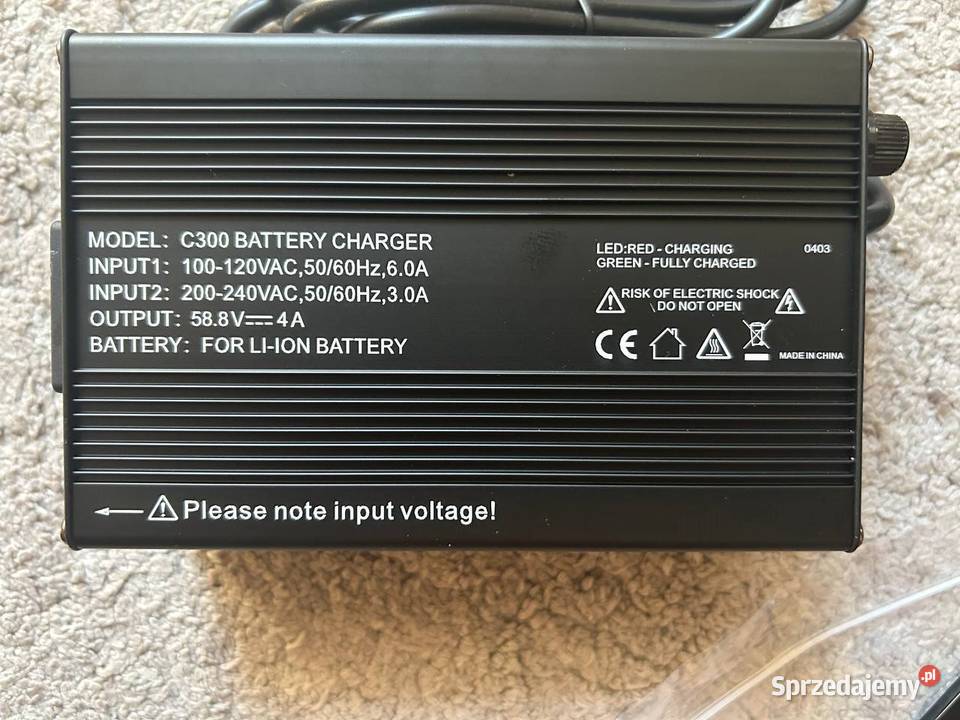 MODEL: C300 BATTERY CHARGER
INPUT1: 100-120VAC,50/60Hz,6.0A
INPUT2: 200-240VAC,50/60Hz,3.0A
OUTPUT: 58.8V⎓4A
BATTERY: FOR LI-ION BATTERY
LED:RED - CHARGING 0403
GREEN - FULLY CHARGED
RISK OF ELECTRIC SHOCK
DO NOT OPEN
CE
MADE IN CHINA
Please note input voltage!
Sprzedajemy.pl